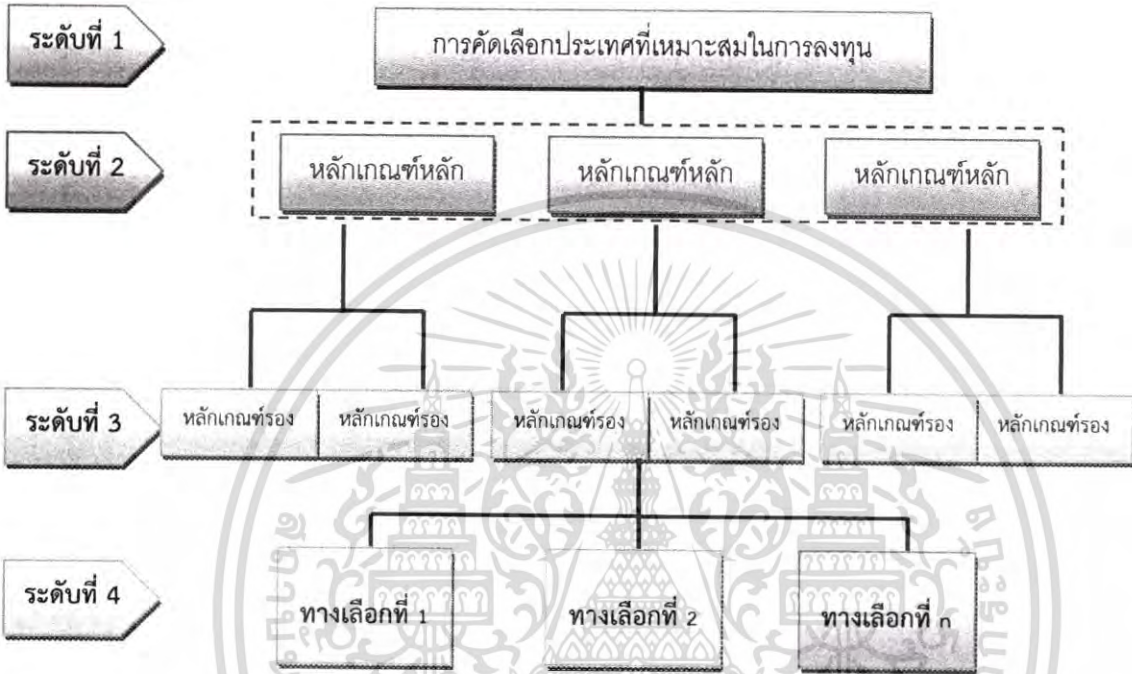 ระดับที่ 1
การคัดเลือกประเทศที่เหมาะสมในการลงทุน
ระดับที่ 2
หลักเกณฑ์หลัก
หลักเกณฑ์หลัก
หลักเกณฑ์หลัก
ระดับที่ 3
หลักเกณฑ์รอง
หลักเกณฑ์รอง
หลักเกณฑ์รอง
หลักเกณฑ์รอง
หลักเกณฑ์รอง
หลักเกณฑ์รอง
ระดับที่ 4
ทางเลือกที่ 1
ทางเลือกที่ 2
ทางเลือกที่ n